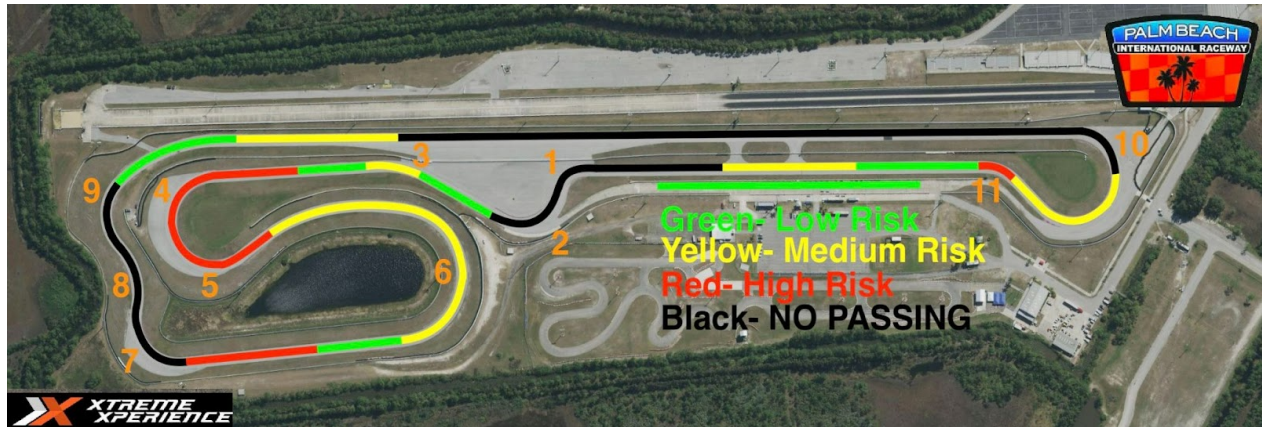 PALM BEACH
INTERNATIONAL RACEWAY
10
3
1
9
4
11
2
Green- Low Risk
Yellow- Medium Risk
Red- High Risk
Black- NO PASSING
6
8
5
7
XTREME
XPERIENCE